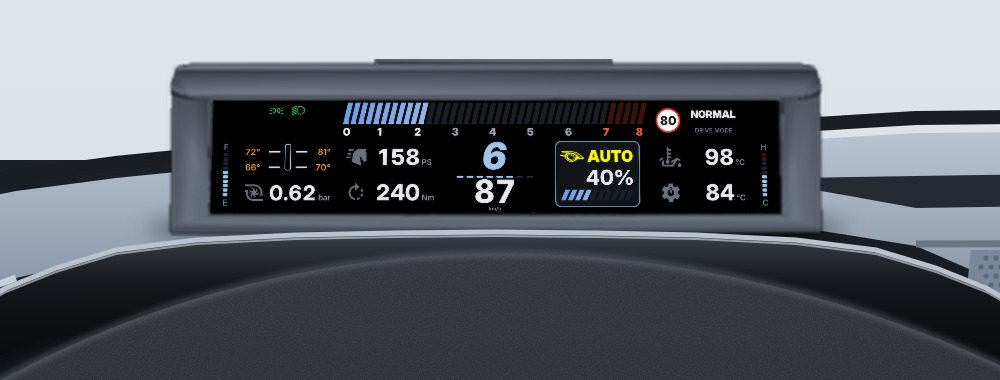 0 1 2 3 4 5 6 7 8
80
NORMAL
DRIVE MODE
F
E
72° 81°
66° 70°
0.62 bar
158 PS
240 Nm
6
87
km/h
AUTO
40%
98 °C
84 °C
H
C